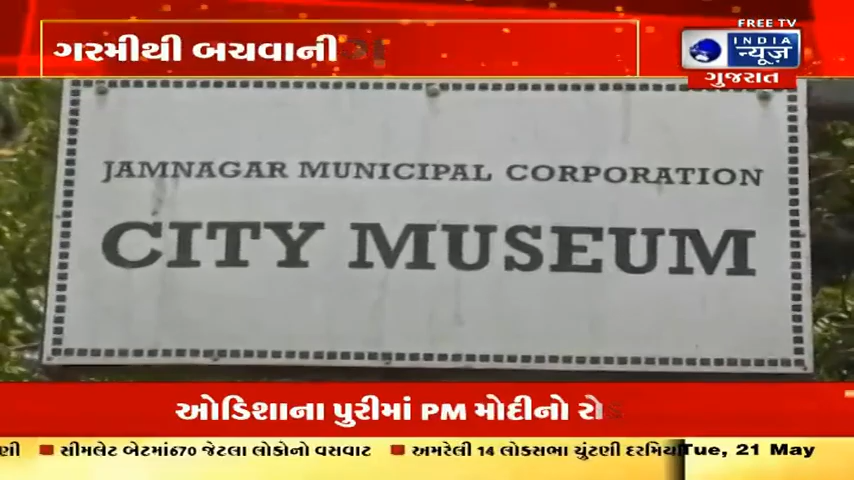 FREE TV
ગરમીથી બચવાની
INDIA
न्यूज़
ગુજરાત
JAMNAGAR MUNICIPAL CORPORATION
CITY MUSEUM
ઓડિશાના પુરીમાં PM મોદીનો
સીમલેટ બેટમાં 670 જેટલા લોકોનો વસવાટ
અમરેલી 14 લોકસભા ચુંટણી
Tue, 21 May